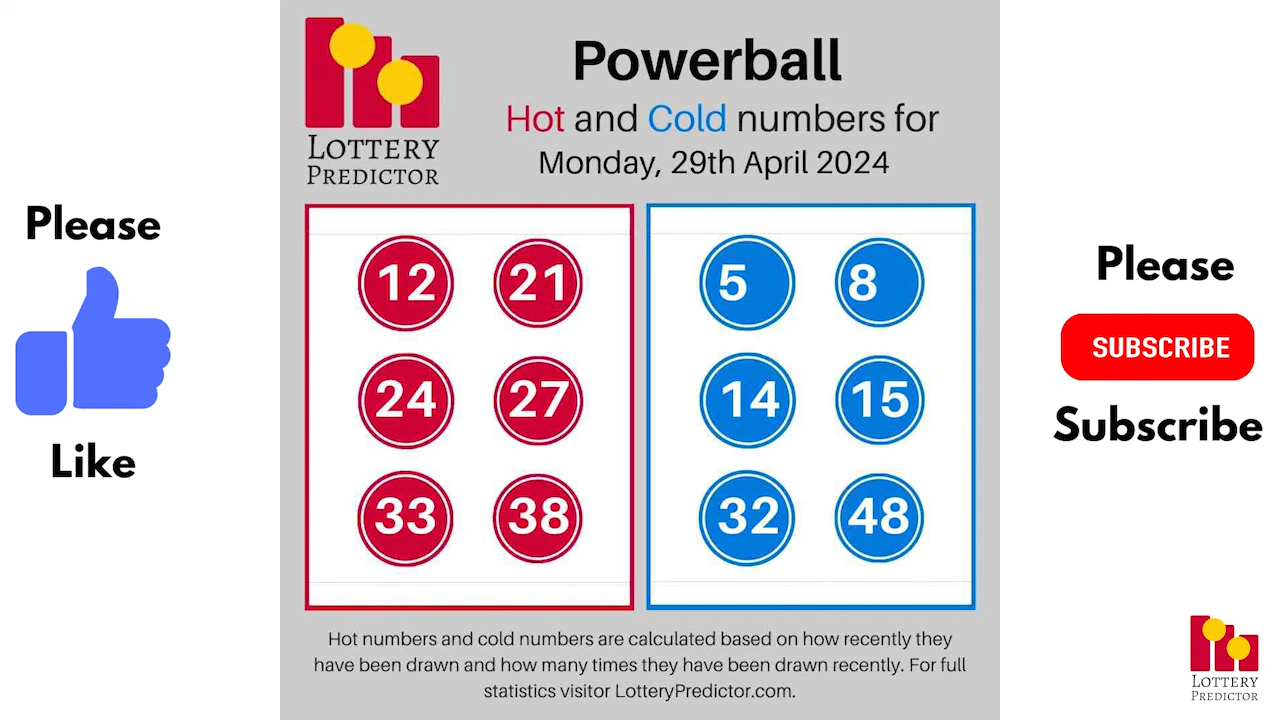 LOTTERY
PREDICTOR
Powerball
Hot and Cold numbers for
Monday, 29th April 2024
Please
Like
12 21
24 27
33 38
5 8
14 15
32 48
Please
SUBSCRIBE
Subscribe
Hot numbers and cold numbers are calculated based on how recently they
have been drawn and how many times they have been drawn recently. For full
statistics visitor LotteryPredictor.com.
LOTTERY
PREDICTOR